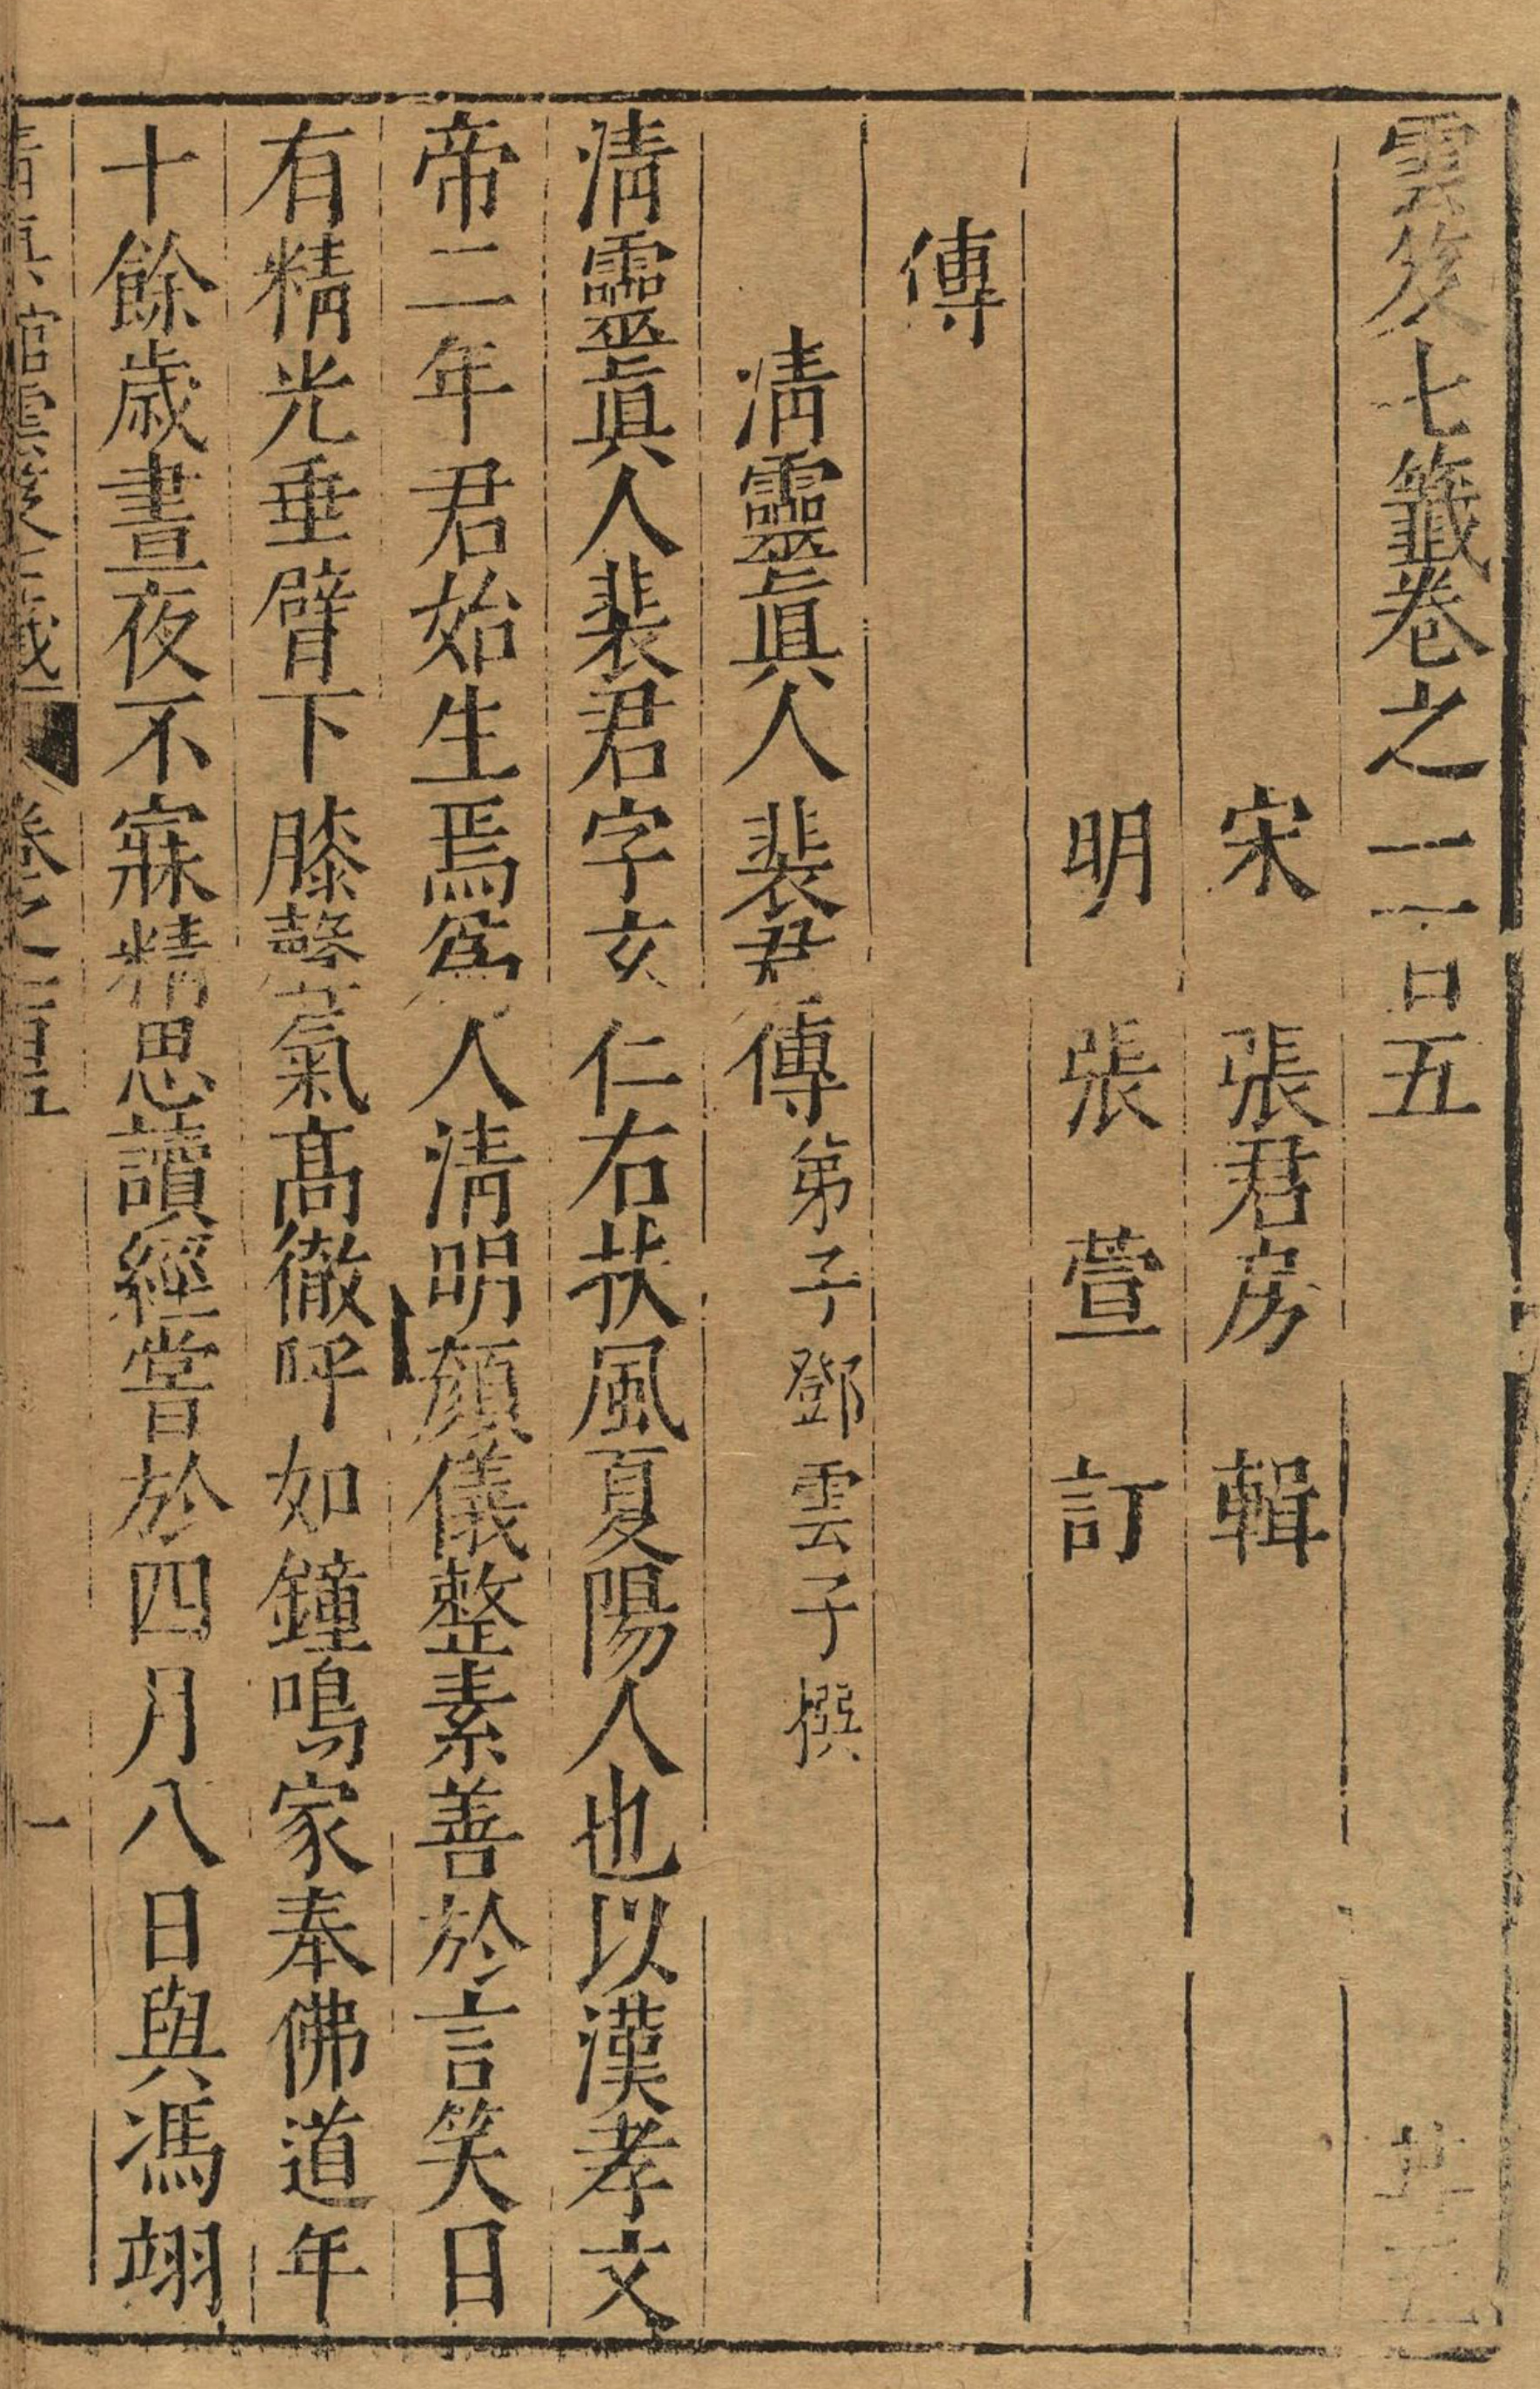 雲笈七籤卷之一百五
宋 張君房 輯
明 張 萱 訂
傳
清靈眞人裴君傳 弟子鄧雲子撰
清靈眞人裴君字玄仁右扶風夏陽人也以漢孝文
帝二年君始生焉爲人清明顔儀整素善於言笑日
有精光垂臂下膝聲氣高徹呼如鐘鳴家奉佛道年
十餘歲晝夜不寐精思讀經嘗於四月八日與馮翊
清真館雲笈七籤 卷之一百五 一